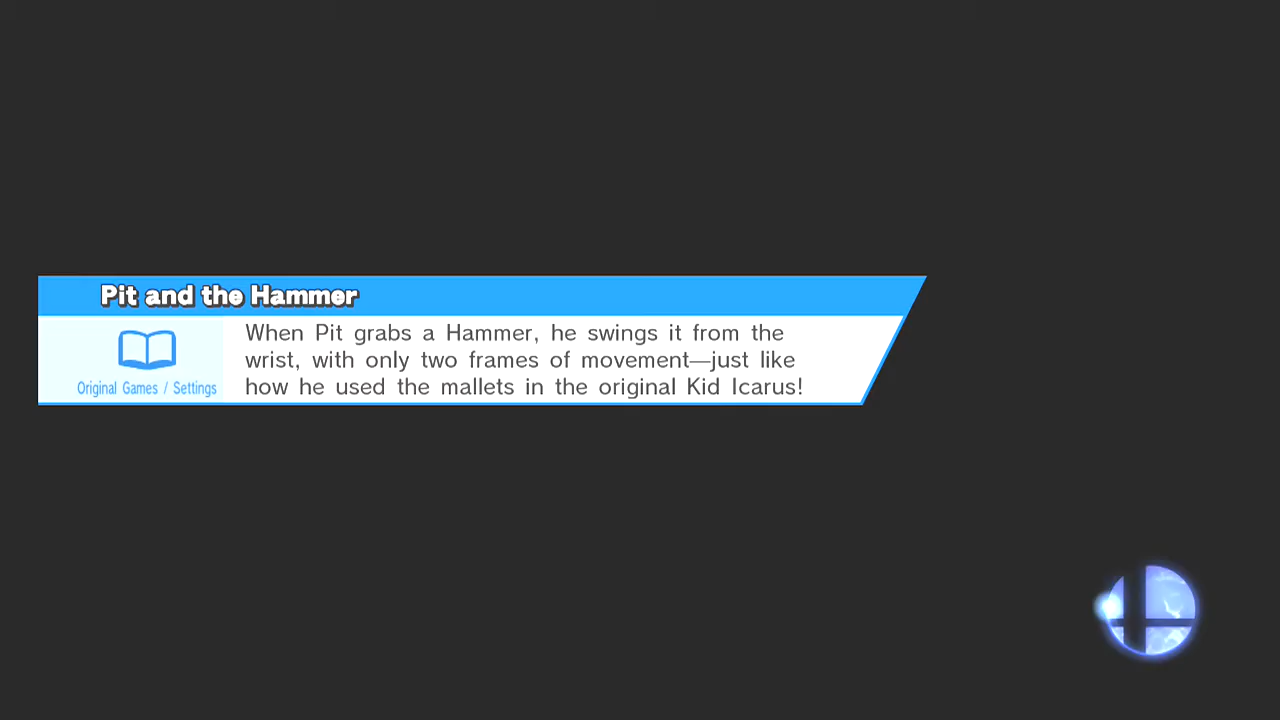 Pit and the Hammer
When Pit grabs a Hammer, he swings it from the
wrist, with only two frames of movement—just like
how he used the mallets in the original Kid Icarus!
Original Games / Settings